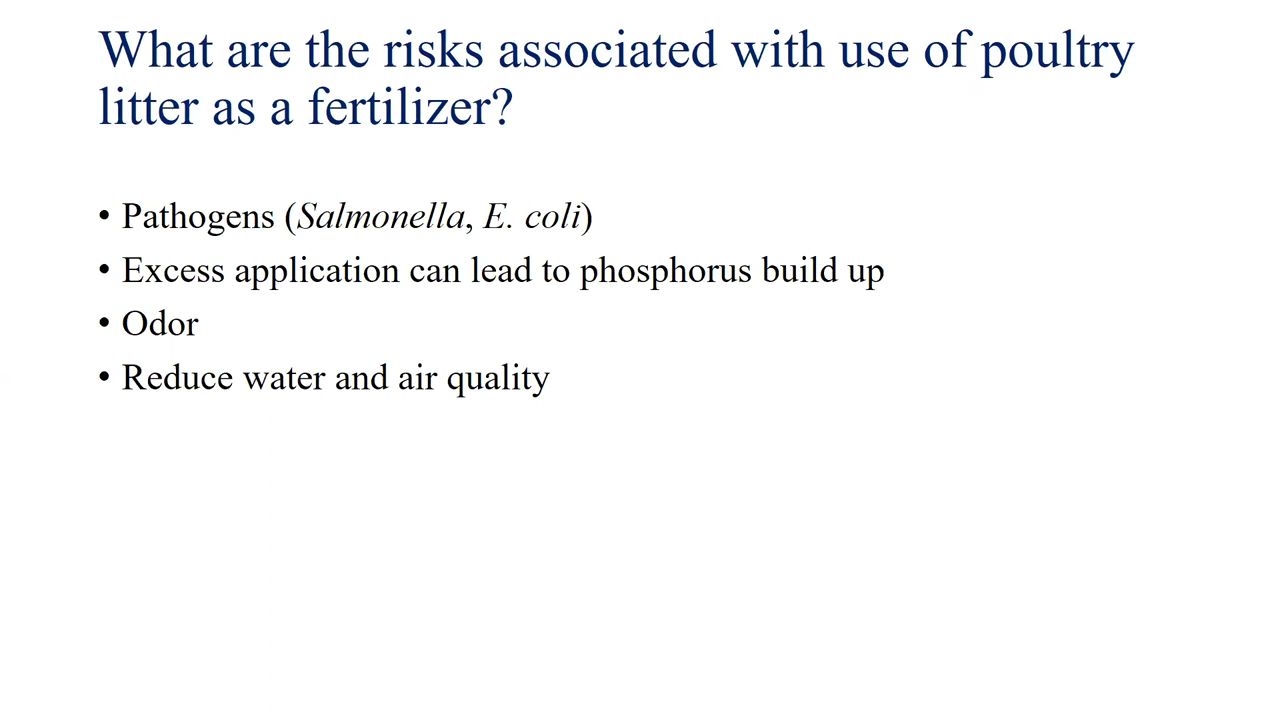 What are the risks associated with use of poultry
litter as a fertilizer?
• Pathogens (Salmonella, E. coli)
• Excess application can lead to phosphorus build up
• Odor
• Reduce water and air quality